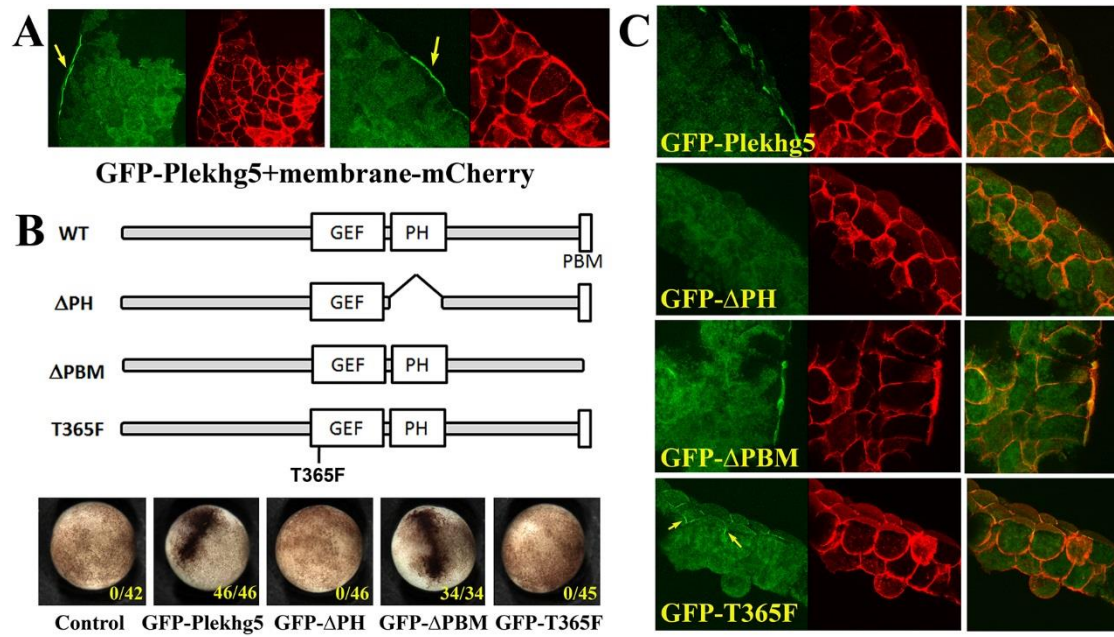 A
GFP-Plekhg5+membrane-mCherry
B
WT
GEF
PH
PBM
ΔPH
GEF
ΔPBM
GEF
PH
T365F
GEF
PH
T365F
0/42
46/46
0/46
34/34
0/45
Control
GFP-Plekhg5
GFP-ΔPH
GFP-ΔPBM
GFP-T365F
C
GFP-Plekhg5
GFP-ΔPH
GFP-ΔPBM
GFP-T365F